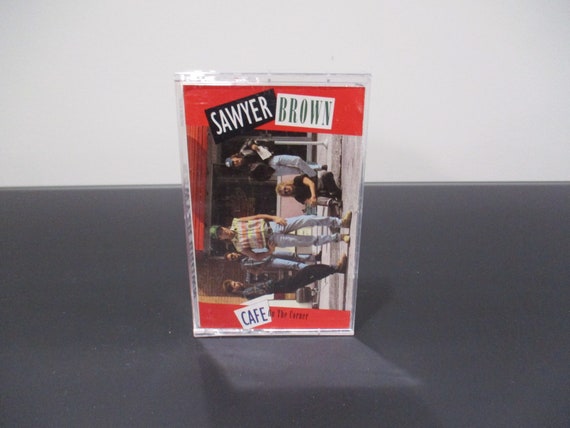 SAWYER BROWN
CAFE On The Corner